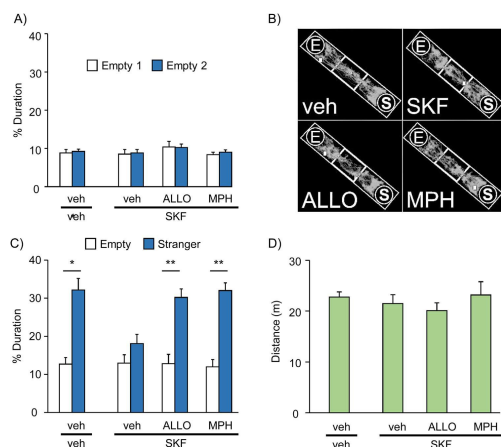 A)
40
30
20
10
0
% Duration
Empty 1 Empty 2
veh veh ALLO MPH
veh SKF
B)
E E
veh S SKF S
E E
ALLO S MPH S
C)
40
30
20
10
0
% Duration
Empty Stranger
* ** **
veh veh ALLO MPH
veh SKF
D)
30
20
10
0
Distance (m)
veh veh ALLO MPH
veh SKF